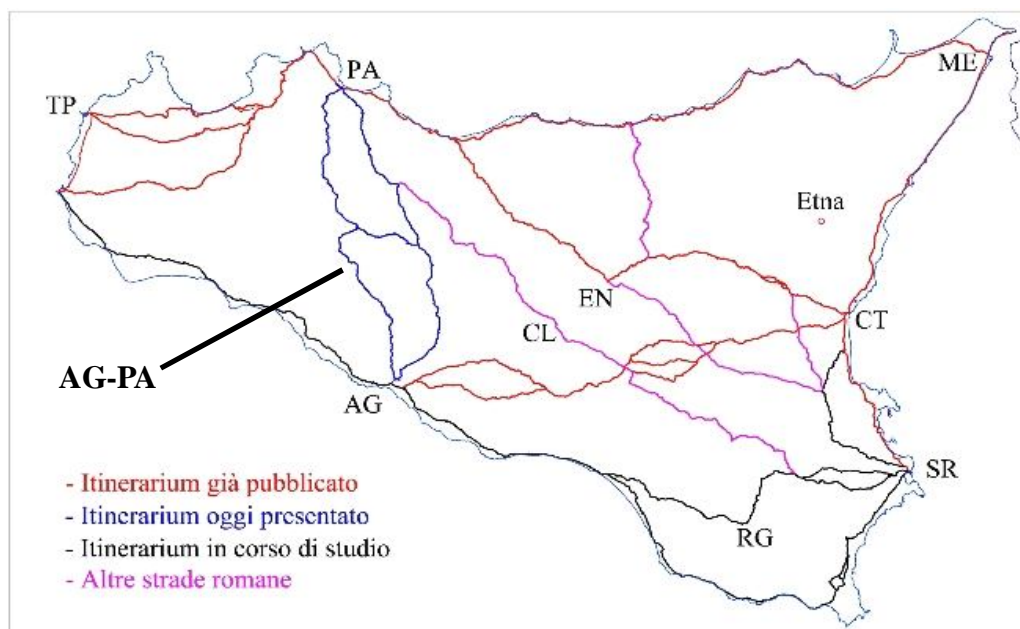 PA
ME
TP
Etna
EN
CT
CL
AG-PA
AG
SR
RG
- Itinerarium già pubblicato
- Itinerarium oggi presentato
- Itinerarium in corso di studio
- Altre strade romane